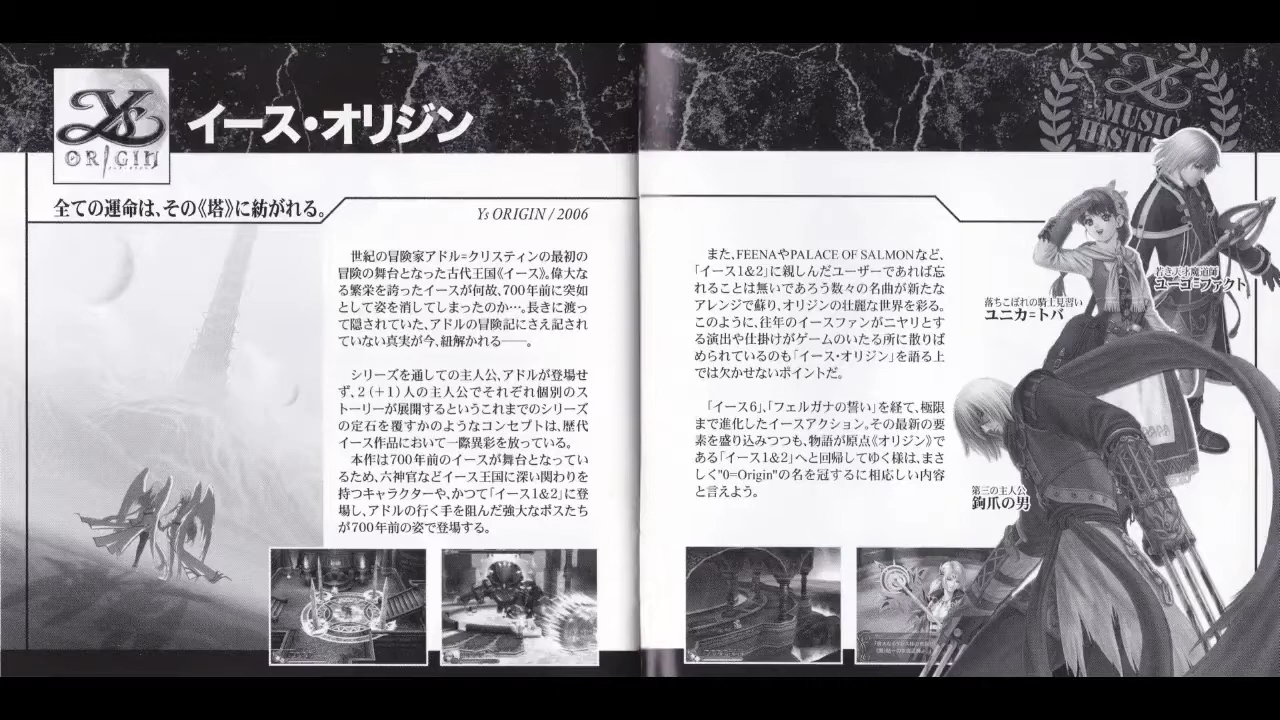 Ys
ORIGIN
イース・オリジン
全ての運命は、その《塔》に紡がれる。
Ys ORIGIN / 2006
世紀の冒険家アドル=クリスティンの最初の
冒険の舞台となった古代王国《イース》。偉大な
る繁栄を誇ったイースが何故、700年前に突如
として姿を消してしまったのか…。長きに渡っ
て隠されていた、アドルの冒険記にさえ記され
ていない真実が今、紐解かれる――。
シリーズを通しての主人公、アドルが登場せ
ず、2(+1)人の主人公でそれぞれ個別のス
トーリーが展開するというこれまでのシリーズ
の定石を覆すかのようなコンセプトは、歴代
イース作品において一際異彩を放っている。
本作は700年前のイースが舞台となってい
るため、六神官などイース王国に深い関わりを
持つキャラクターや、かつて「イース1&2」に登
場し、アドルの行く手を阻んだ強大なボスたち
が700年前の姿で登場する。
また、FEENAやPALACE OF SALMONなど、
「イース1&2」に親しんだユーザーであれば忘
れることは無いであろう数々の名曲が新たな
アレンジで蘇り、オリジンの壮麗な世界を彩る。
このように、往年のイースファンがニヤリとす
る演出や仕掛けがゲームのいたる所に散りば
められているのも「イース・オリジン」を語る上
では欠かせないポイントだ。
「イース6」、「フェルガナの誓い」を経て、極限
まで進化したイースアクション。その最新の要
素を盛り込みつつも、物語が原点《オリジン》で
ある「イース1&2」へと回帰してゆく様は、まさ
しく"0=Origin"の名を冠するに相応しい内容
と言えよう。
Ys
MUSIC
HISTO
若き天才魔道師
ユーゴ=ファクト
落ちこぼれの騎士見習い
ユニカ=トバ
第三の主人公
鉤爪の男